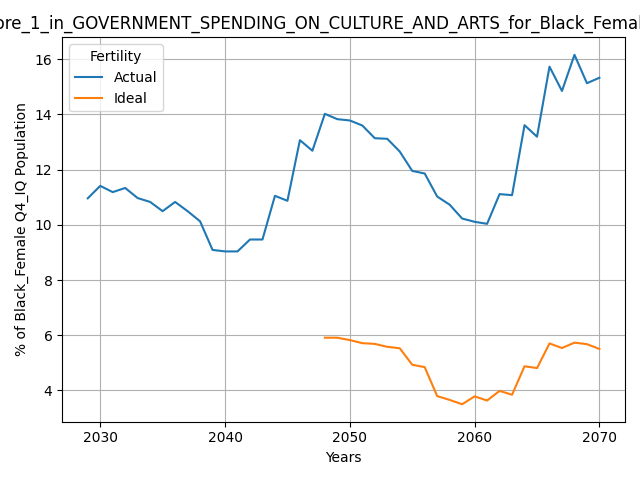 ore_1_in_GOVERNMENT_SPENDING_ON_CULTURE_AND_ARTS_for_Black_Femal
Fertility
Actual
Ideal
% of Black_Female Q4_IQ Population
16
14
12
10
8
6
4
2030
2040
2050
2060
2070
Years